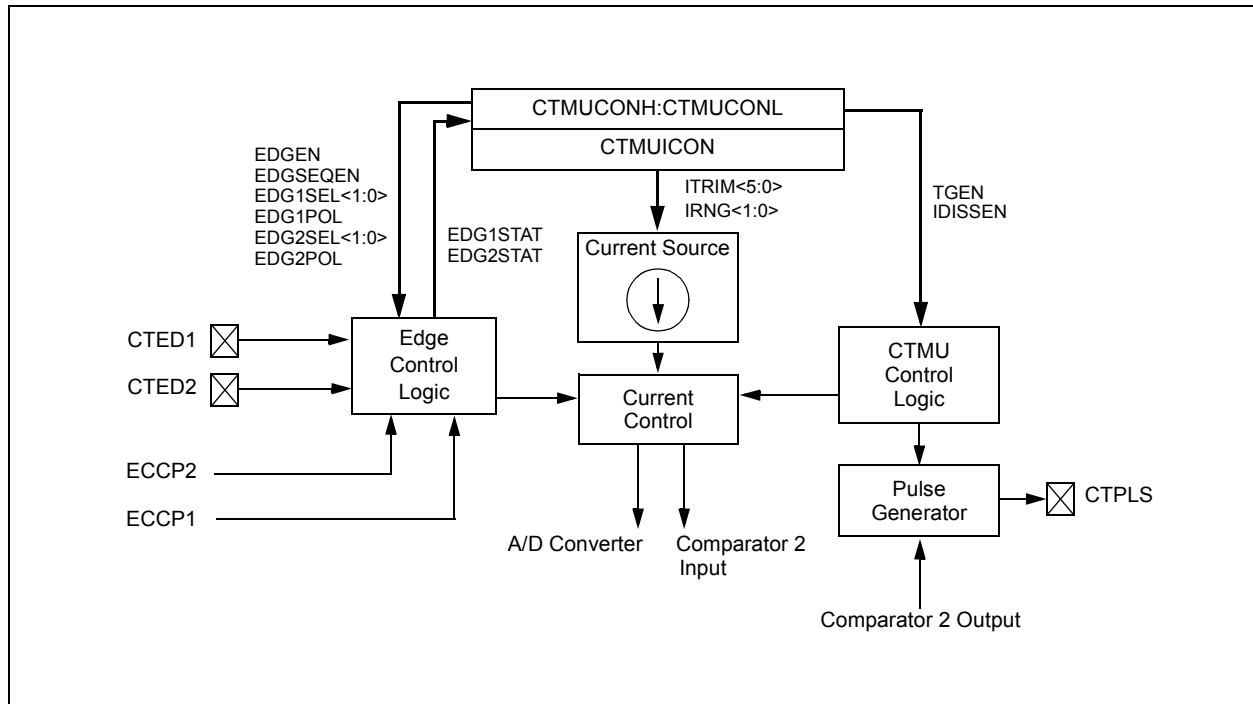 CTMUCONH:CTMUCONL
CTMUICON
EDGEN
EDGSEQEN
EDG1SEL<1:0>
EDG1POL
EDG2SEL<1:0>
EDG2POL
EDG1STAT
EDG2STAT
ITRIM<5:0>
IRNG<1:0>
TGEN
IDISSEN
Current Source
CTED1
CTED2
Edge
Control
Logic
Current
Control
CTMU
Control
Logic
ECCP2
ECCP1
Pulse
Generator
CTPLS
A/D Converter
Comparator 2
Input
Comparator 2 Output